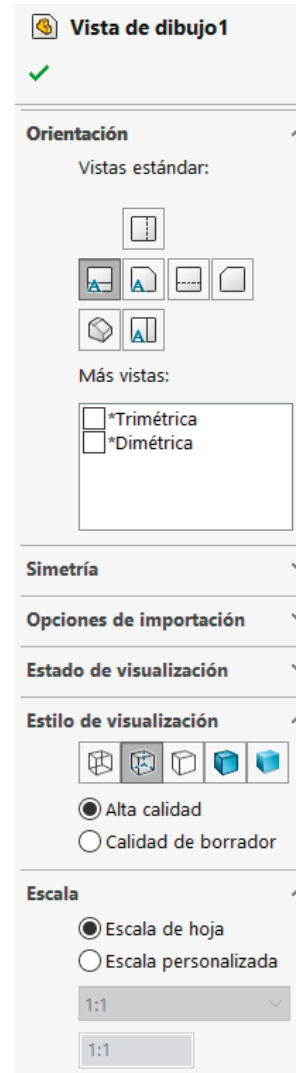 Vista de dibujo1
Orientación
Vistas estándar:
A A
A
Más vistas:
*Trimétrica
*Dimétrica
Simetría
Opciones de importación
Estado de visualización
Estilo de visualización
Alta calidad
Calidad de borrador
Escala
Escala de hoja
Escala personalizada
1:1
1:1